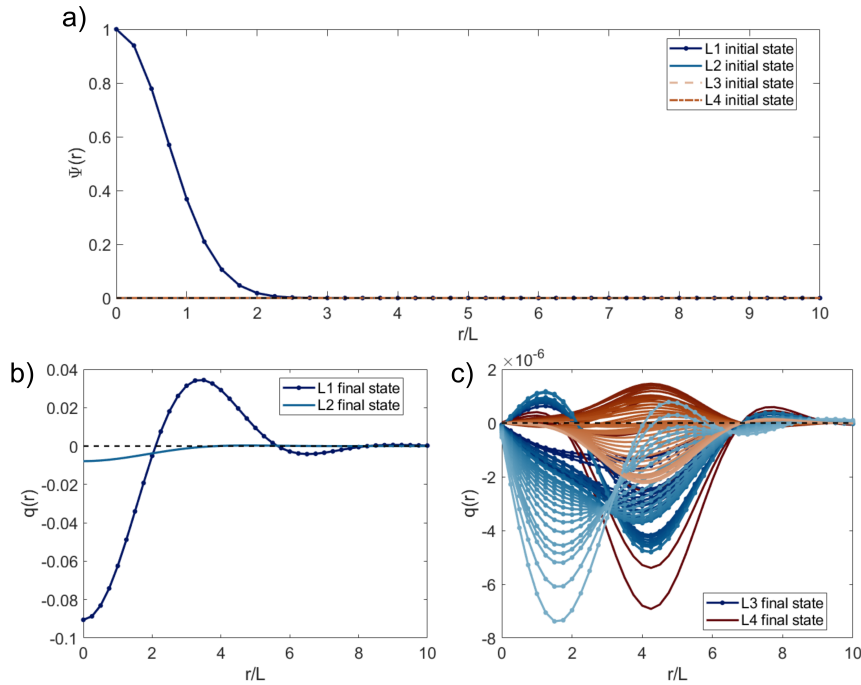 a)
1
0.8
0.6
0.4
0.2
0
Ψ(r)
L1 initial state
L2 initial state
L3 initial state
L4 initial state
0 1 2 3 4 5 6 7 8 9 10
r/L
b)
0.04
0.02
0
-0.02
-0.04
-0.06
-0.08
-0.1
q(r)
L1 final state
L2 final state
0 2 4 6 8 10
r/L
c)
×10⁻⁶
2
0
-2
-4
-6
-8
q(r)
L3 final state
L4 final state
0 2 4 6 8 10
r/L